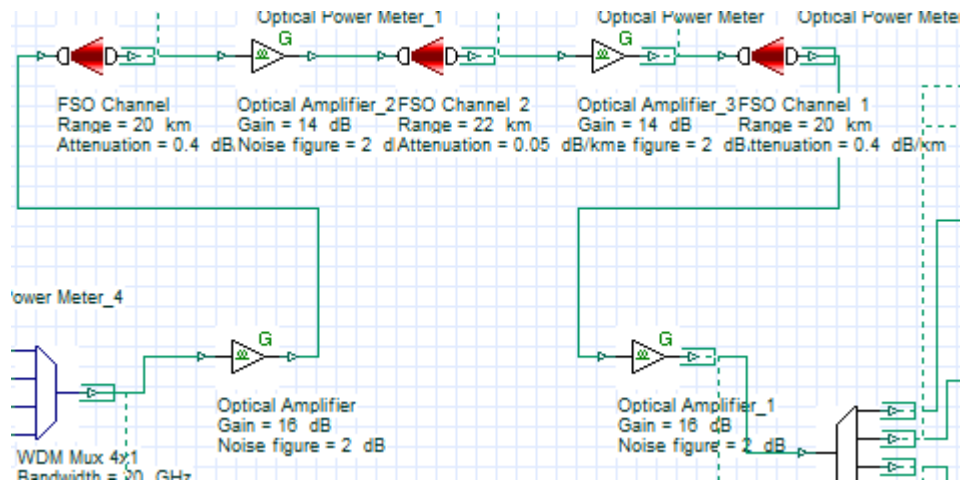 Optical Power Meter_1
Optical Power Meter
Optical Power Mete
G
G
FSO Channel
Range = 20 km
Attenuation = 0.4 dB
Optical Amplifier_2
Gain = 14 dB
Noise figure = 2 d
FSO Channel 2
Range = 22 km
Attenuation = 0.05 dB/km
Optical Amplifier_3
Gain = 14 dB
e figure = 2 dB
FSO Channel 1
Range = 20 km
ttenuation = 0.4 dB/km
ower Meter_4
G
Optical Amplifier
Gain = 16 dB
Noise figure = 2 dB
G
Optical Amplifier_1
Gain = 16 dB
Noise figure = 2 dB
WDM Mux 4x1
Bandwidth = 20 GHz